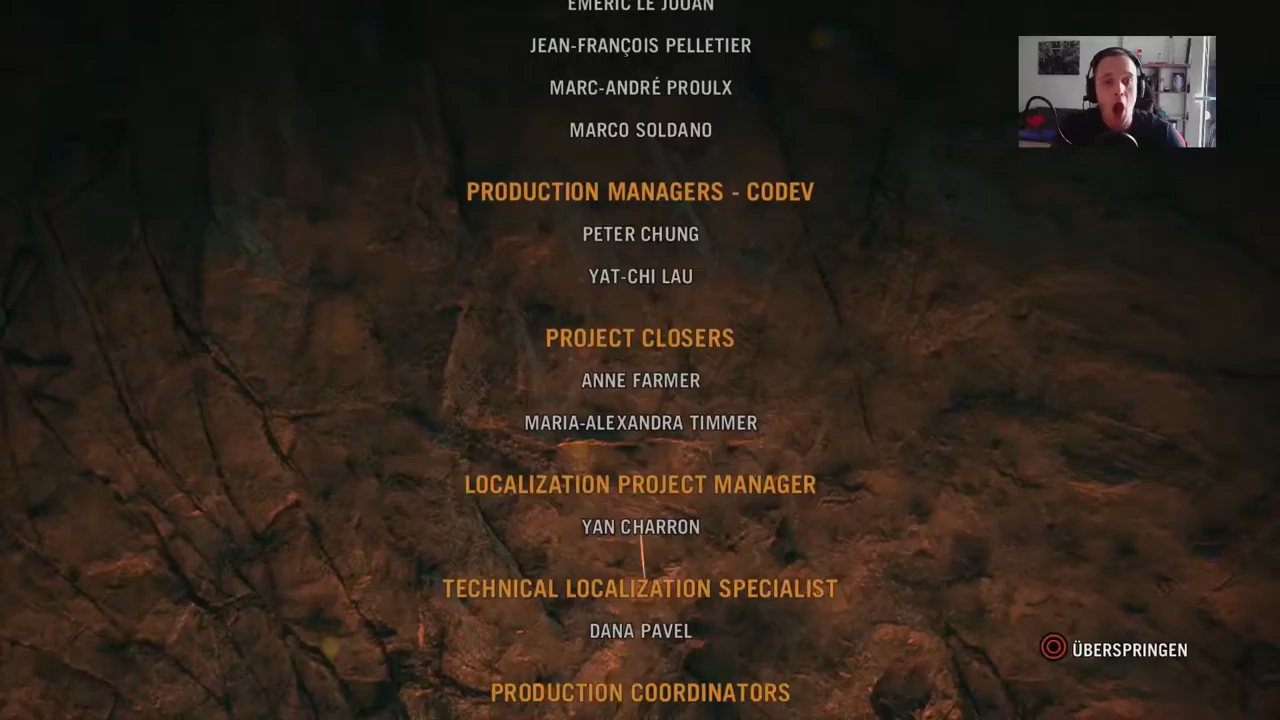 EMERIC LE JOUAN
JEAN-FRANÇOIS PELLETIER
MARC-ANDRÉ PROULX
MARCO SOLDANO
PRODUCTION MANAGERS - CODEV
PETER CHUNG
YAT-CHI LAU
PROJECT CLOSERS
ANNE FARMER
MARIA-ALEXANDRA TIMMER
LOCALIZATION PROJECT MANAGER
YAN CHARRON
TECHNICAL LOCALIZATION SPECIALIST
DANA PAVEL
ÜBERSPRINGEN
PRODUCTION COORDINATORS